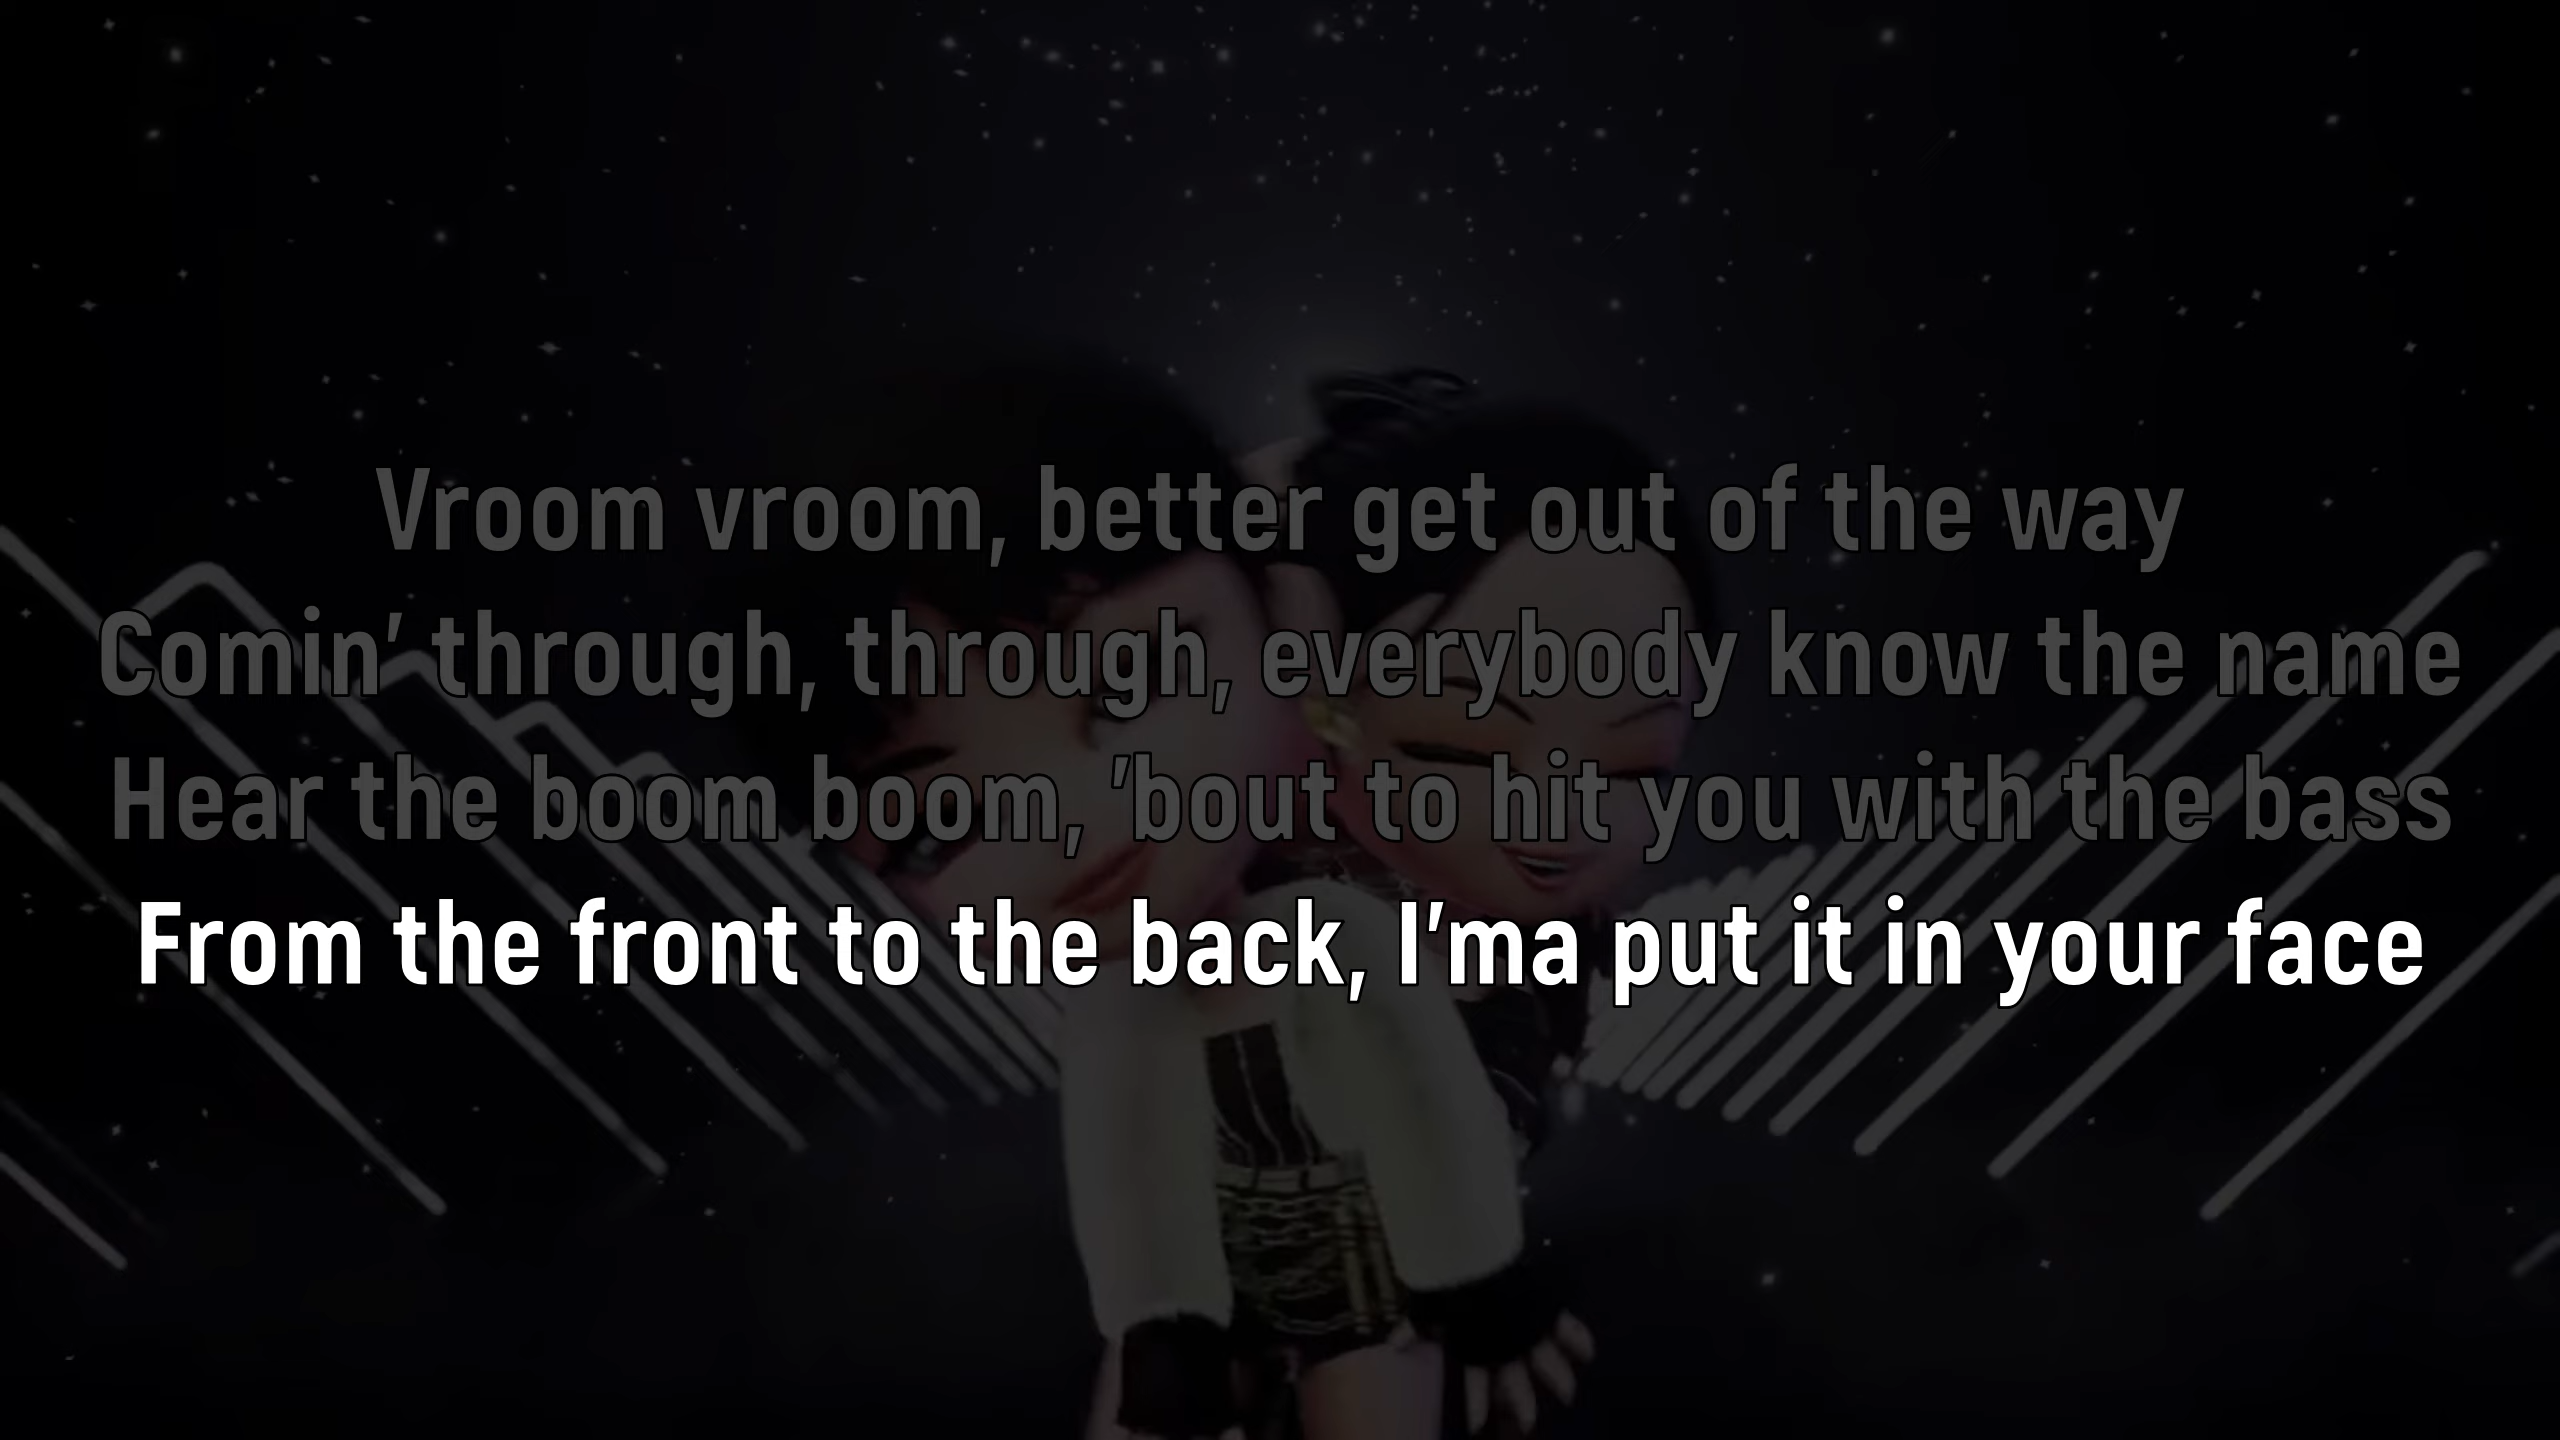 Vroom vroom, better get out of the way
Comin’ through, through, everybody know the name
Hear the boom boom, ’bout to hit you with the bass
From the front to the back, I’ma put it in your face